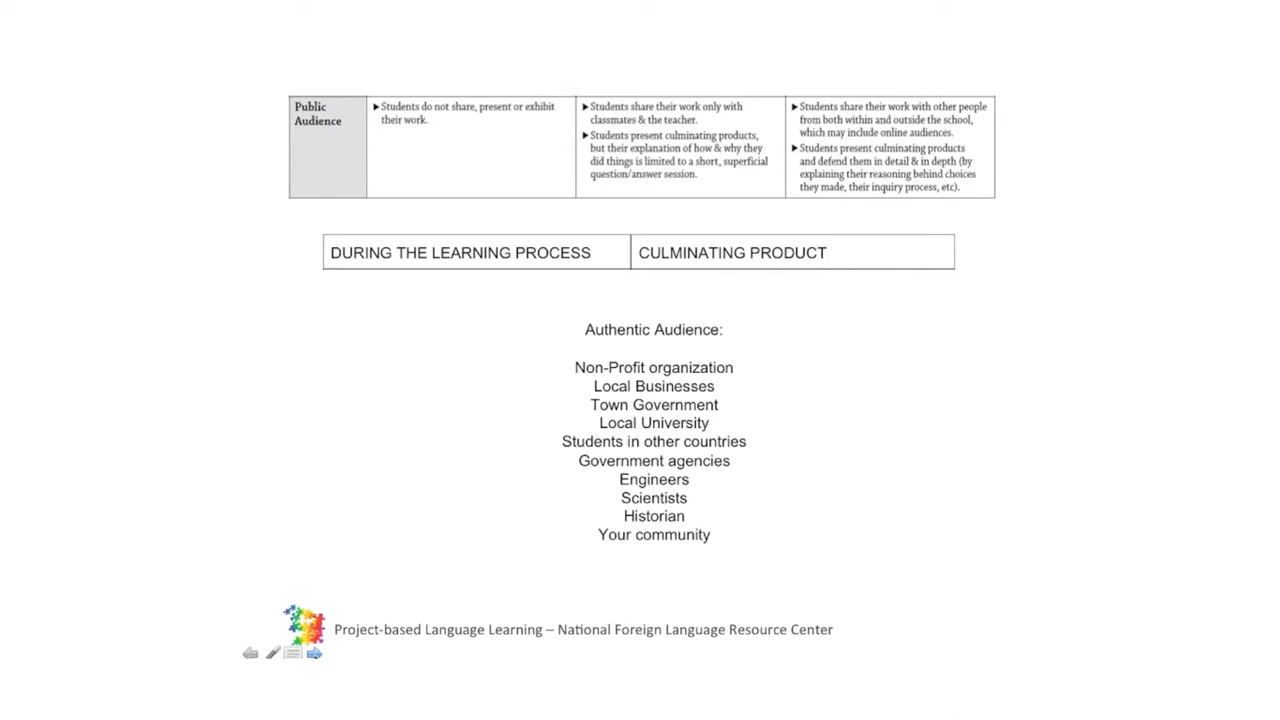 Public
Audience
▶Students do not share, present or exhibit
their work.
▶Students share their work only with
classmates & the teacher.
▶Students present culminating products,
but their explanation of how & why they
did things is limited to a short, superficial
question/answer session.
▶Students share their work with other people
from both within and outside the school,
which may include online audiences.
▶Students present culminating products
and defend them in detail & in depth (by
explaining their reasoning behind choices
they made, their inquiry process, etc).
DURING THE LEARNING PROCESS
CULMINATING PRODUCT
Authentic Audience:
Non-Profit organization
Local Businesses
Town Government
Local University
Students in other countries
Government agencies
Engineers
Scientists
Historian
Your community
Project-based Language Learning – National Foreign Language Resource Center